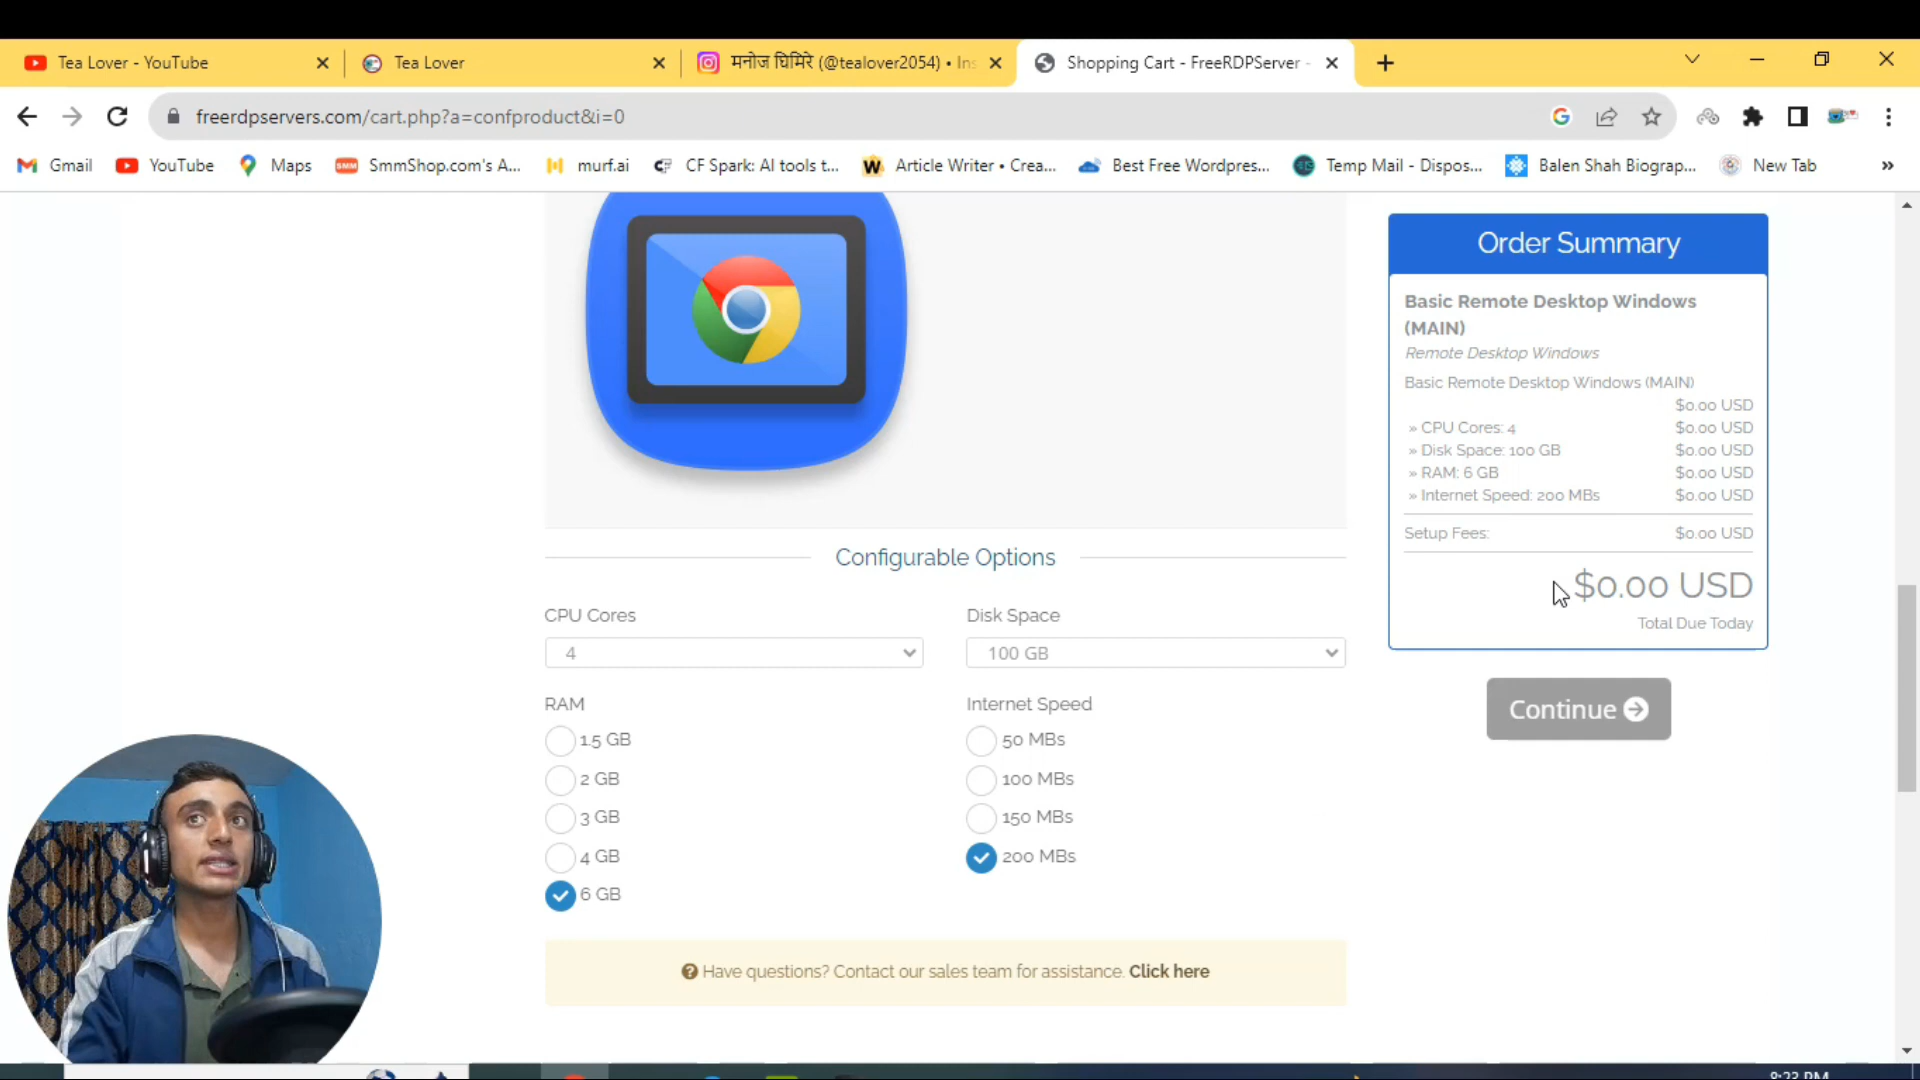 Tea Lover - YouTube
Tea Lover
मनोज घिमिरे (@tealover2054) • Ins
Shopping Cart - FreeRDPServer -
freerdpservers.com/cart.php?a=confproduct&i=0
Gmail
YouTube
Maps
SMM
SmmShop.com's A...
murf.ai
CF Spark: AI tools t...
Article Writer • Crea...
Best Free Wordpres...
Temp Mail - Dispos...
Balen Shah Biograp...
New Tab
»
Order Summary
Basic Remote Desktop Windows
(MAIN)
Remote Desktop Windows
Basic Remote Desktop Windows (MAIN)
$0.00 USD
» CPU Cores: 4 $0.00 USD
» Disk Space: 100 GB $0.00 USD
» RAM: 6 GB $0.00 USD
» Internet Speed: 200 MBs $0.00 USD
Setup Fees: $0.00 USD
$0.00 USD
Total Due Today
Continue
Configurable Options
CPU Cores
4
Disk Space
100 GB
RAM
1.5 GB
2 GB
3 GB
4 GB
6 GB
Internet Speed
50 MBs
100 MBs
150 MBs
200 MBs
Have questions? Contact our sales team for assistance. Click here
8:23 PM